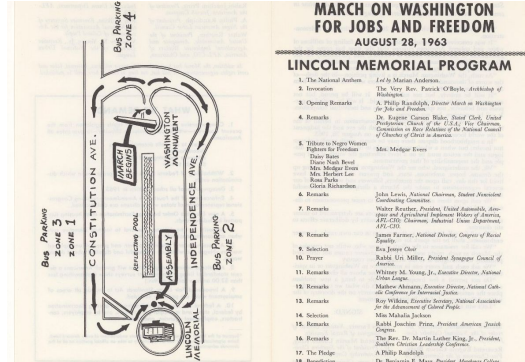 BUS PARKING
ZONE 4
CONSTITUTION AVE.
MARCH
BEGINS
WASHINGTON
MONUMENT
INDEPENDENCE AVE.
REFLECTING POOL
ASSEMBLY
BUS PARKING
ZONE 3
ZONE 1
BUS PARKING
ZONE 2
LINCOLN
MEMORIAL
MARCH ON WASHINGTON
FOR JOBS AND FREEDOM
AUGUST 28, 1963
LINCOLN MEMORIAL PROGRAM
1. The National Anthem Led by Marian Anderson.
2. Invocation The Very Rev. Patrick O'Boyle, Archbishop of
Washington.
3. Opening Remarks A. Philip Randolph, Director March on Washington
for Jobs and Freedom.
4. Remarks Dr. Eugene Carson Blake, Stated Clerk, United
Presbyterian Church of the U.S.A.; Vice Chairman,
Commission on Race Relations of the National Council
of Churches of Christ in America.
5. Tribute to Negro Women
Fighters for Freedom Mrs. Medgar Evers
Daisy Bates
Diane Nash Bevel
Mrs. Medgar Evers
Mrs. Herbert Lee
Rosa Parks
Gloria Richardson
6. Remarks John Lewis, National Chairman, Student Nonviolent
Coordinating Committee.
7. Remarks Walter Reuther, President, United Automobile, Aero-
space and Agricultural Implement Wokers of America,
AFL-CIO; Chairman, Industrial Union Department,
AFL-CIO.
8. Remarks James Farmer, National Director, Congress of Racial
Equality.
9. Selection Eva Jessye Choir
10. Prayer Rabbi Uri Miller, President Synagogue Council of
America.
11. Remarks Whitney M. Young, Jr., Executive Director, National
Urban League.
12. Remarks Mathew Ahmann, Executive Director, National Cath-
olic Conference for Interracial Justice.
13. Remarks Roy Wilkins, Executive Secretary, National Association
for the Advancement of Colored People.
14. Selection Miss Mahalia Jackson
15. Remarks Rabbi Joachim Prinz, President American Jewish
Congress.
16. Remarks The Rev. Dr. Martin Luther King, Jr., President,
Southern Christian Leadership Conference.
17. The Pledge A Philip Randolph
18. Benediction Dr. Benjamin E. Mays, President, Morehouse College.